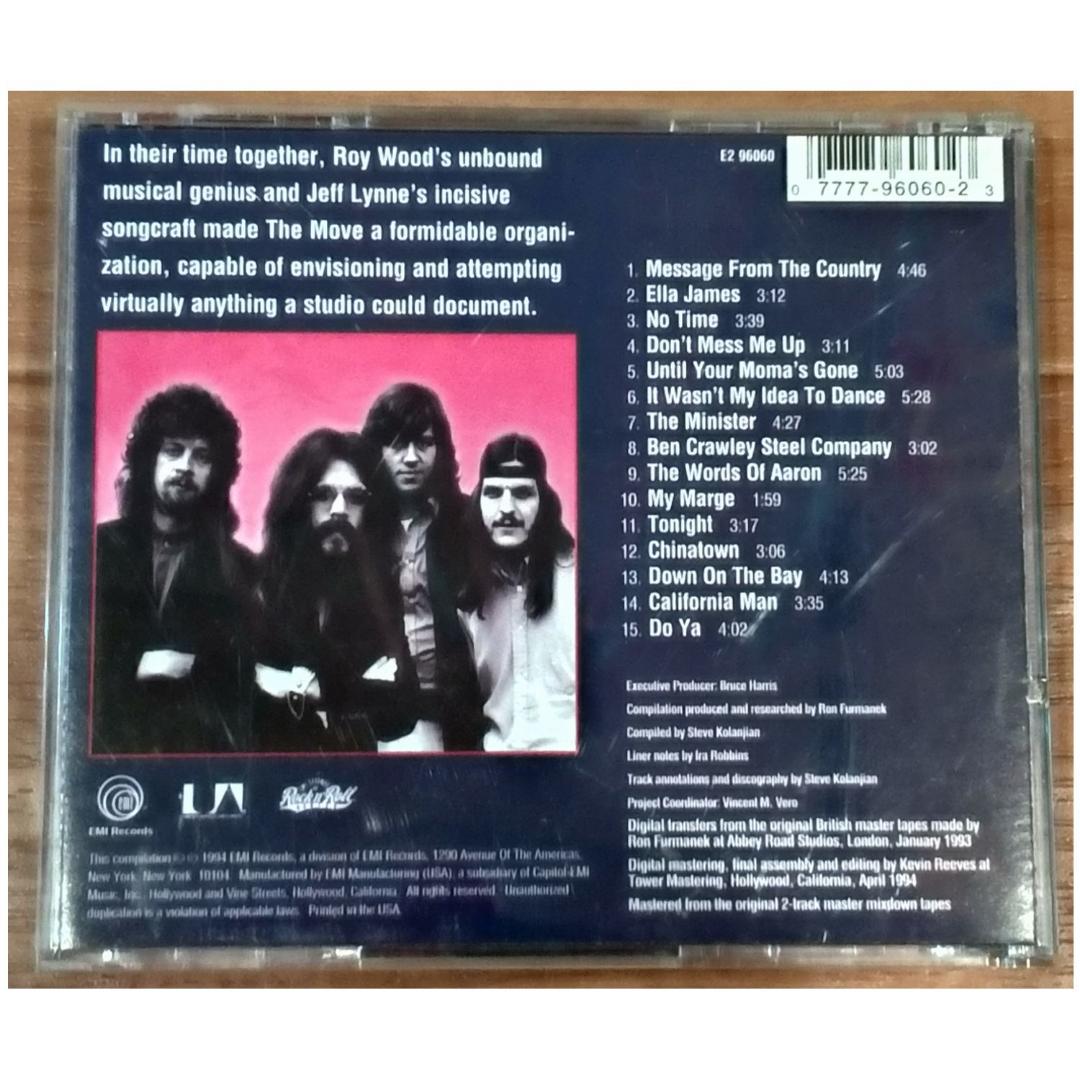 In their time together, Roy Wood's unbound
musical genius and Jeff Lynne's incisive
songcraft made The Move a formidable organi-
zation, capable of envisioning and attempting
virtually anything a studio could document.
E2 96060
0 7777-96060-2 3
1. Message From The Country 4:46
2. Ella James 3:12
3. No Time 3:39
4. Don't Mess Me Up 3:11
5. Until Your Moma's Gone 5:03
6. It Wasn't My Idea To Dance 5:28
7. The Minister 4:27
8. Ben Crawley Steel Company 3:02
9. The Words Of Aaron 5:25
10. My Marge 1:59
11. Tonight 3:17
12. Chinatown 3:06
13. Down On The Bay 4:13
14. California Man 3:35
15. Do Ya 4:02
Executive Producer: Bruce Harris
Compilation produced and researched by Ron Furmanek
Compiled by Steve Kolanjian
Liner notes by Ira Robbins
Track annotations and discography by Steve Kolanjian
Project Coordinator: Vincent M. Vero
Digital transfers from the original British master tapes made by
Ron Furmanek at Abbey Road Studios, London, January 1993
Digital mastering, final assembly and editing by Kevin Reeves at
Tower Mastering, Hollywood, California, April 1994
Mastered from the original 2-track master mixdown tapes
EMI
EMI Records
UA
Rock n' Roll
This compilation ℗ © 1994 EMI Records, a division of EMI Records, 1290 Avenue Of The Americas,
New York, New York 10104. Manufactured by EMI Manufacturing (USA), a subsidiary of Capitol-EMI
Music, Inc., Hollywood and Vine Streets, Hollywood, California. All rights reserved. Unauthorized
duplication is a violation of applicable laws. Printed in the USA.